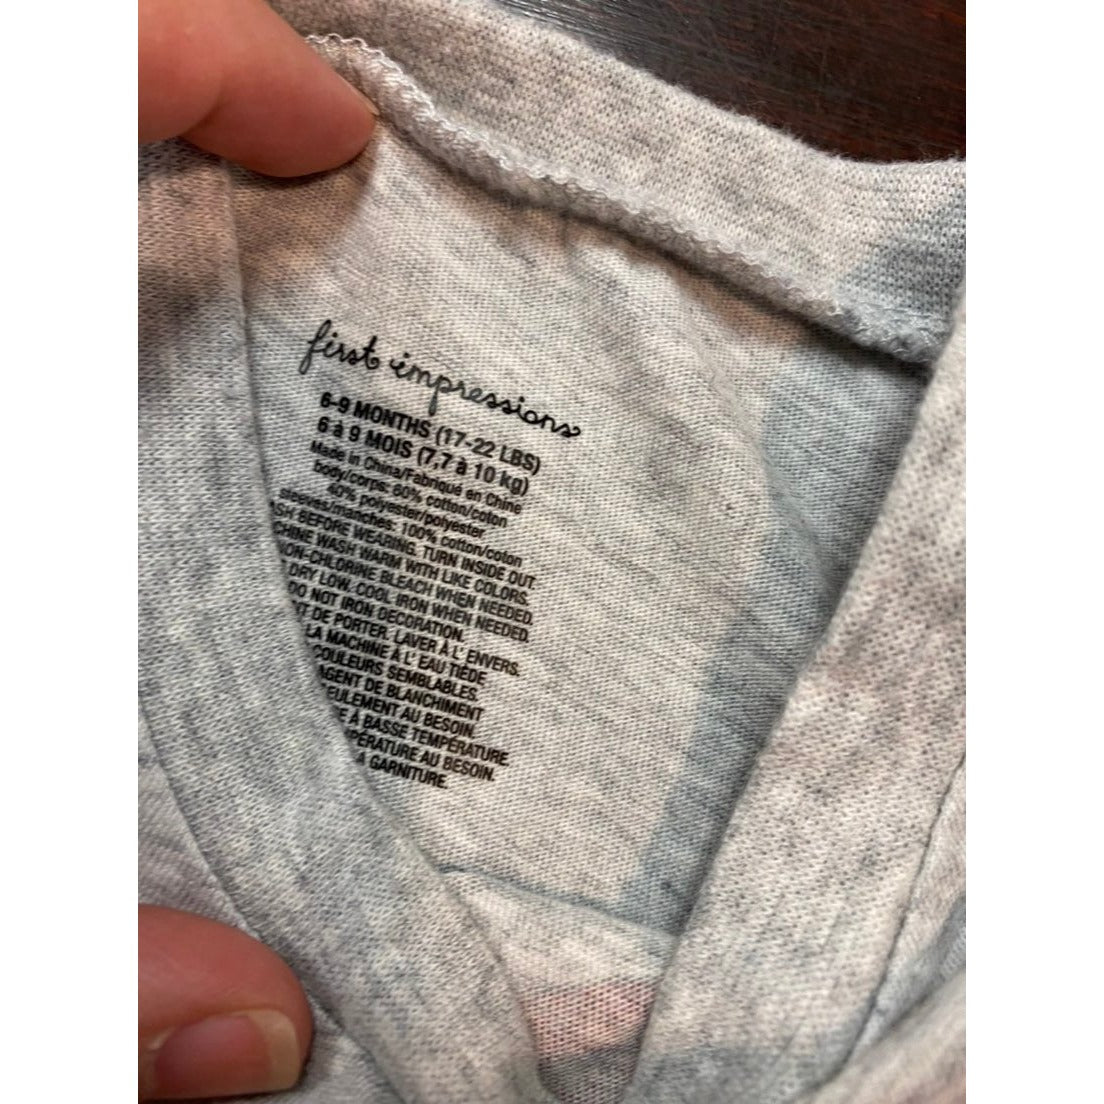 first impressions
6-9 MONTHS (17-22 LBS)
6 à 9 MOIS (7,7 à 10 kg)
Made in China/Fabriqué en Chine
body/corps: 60% cotton/coton
40% polyester/polyester
sleeves/manches: 100% cotton/coton
BEFORE WEARING. TURN INSIDE OUT.
WASH WARM WITH LIKE COLORS.
NON-CHLORINE BLEACH WHEN NEEDED.
DRY LOW. COOL IRON WHEN NEEDED.
DO NOT IRON DECORATION.
DE PORTER. LAVER À L' ENVERS.
LA MACHINE À L' EAU TIÈDE
COULEURS SEMBLABLES.
AGENT DE BLANCHIMENT
SEULEMENT AU BESOIN.
À BASSE TEMPÉRATURE.
AU BESOIN.
GARNITURE.